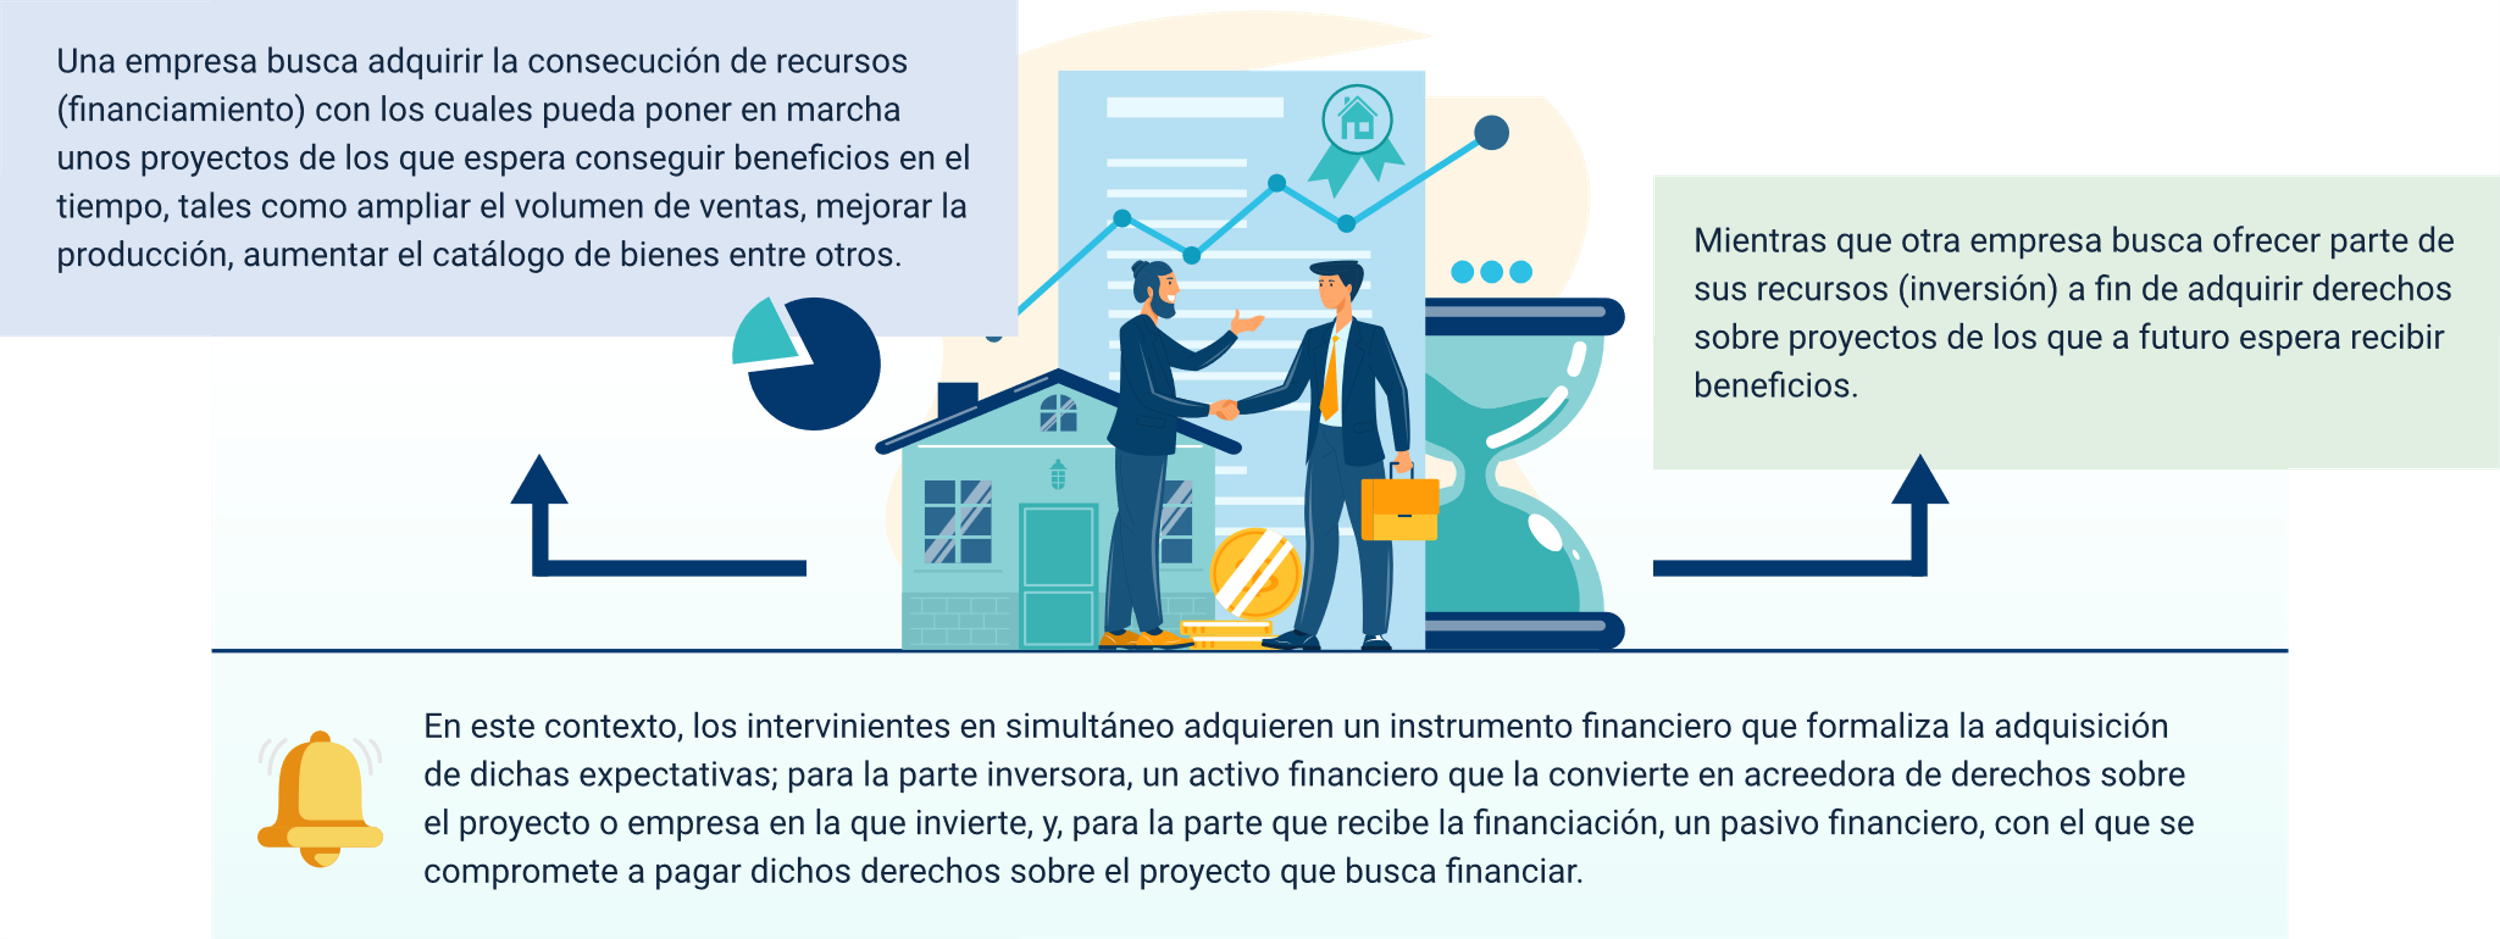 Una empresa busca adquirir la consecución de recursos
(financiamiento) con los cuales pueda poner en marcha
unos proyectos de los que espera conseguir beneficios en el
tiempo, tales como ampliar el volumen de ventas, mejorar la
producción, aumentar el catálogo de bienes entre otros.
Mientras que otra empresa busca ofrecer parte de
sus recursos (inversión) a fin de adquirir derechos
sobre proyectos de los que a futuro espera recibir
beneficios.
En este contexto, los intervinientes en simultáneo adquieren un instrumento financiero que formaliza la adquisición
de dichas expectativas; para la parte inversora, un activo financiero que la convierte en acreedora de derechos sobre
el proyecto o empresa en la que invierte, y, para la parte que recibe la financiación, un pasivo financiero, con el que se
compromete a pagar dichos derechos sobre el proyecto que busca financiar.